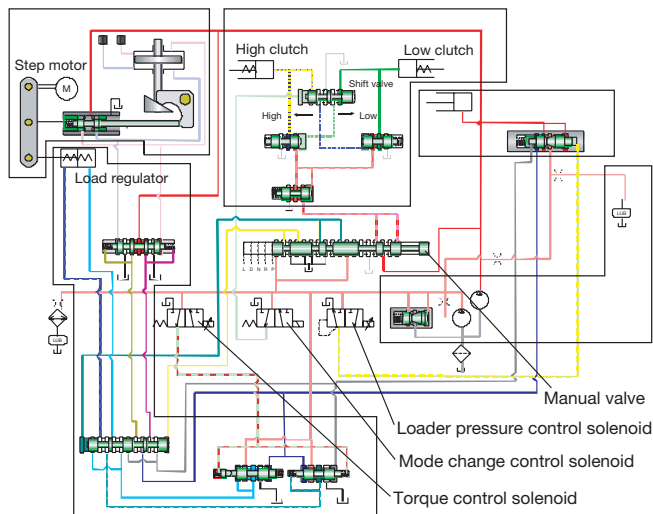 High clutch
Low clutch
Step motor
M
Shift valve
High
Low
Load regulator
LUB
L D N R P
LUB
Manual valve
Loader pressure control solenoid
Mode change control solenoid
Torque control solenoid